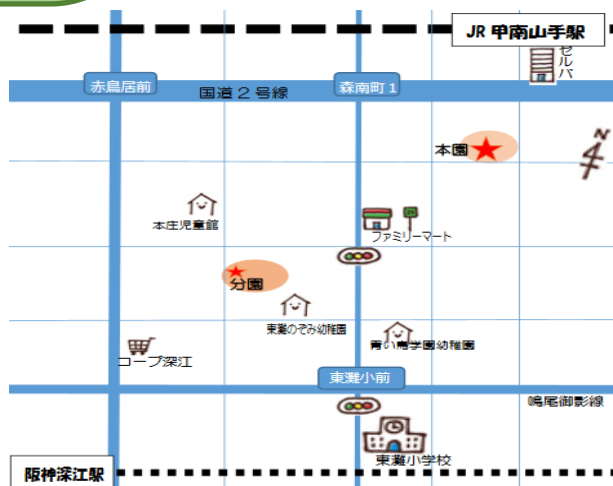 JR 甲南山手駅
セルバ
赤鳥居前
国道2号線
森南町1
本園
N
本庄児童館
ファミリーマート
分園
東灘のぞみ幼稚園
青い鳥学園幼稚園
コープ深江
東灘小前
鳴尾御影線
東灘小学校
阪神深江駅